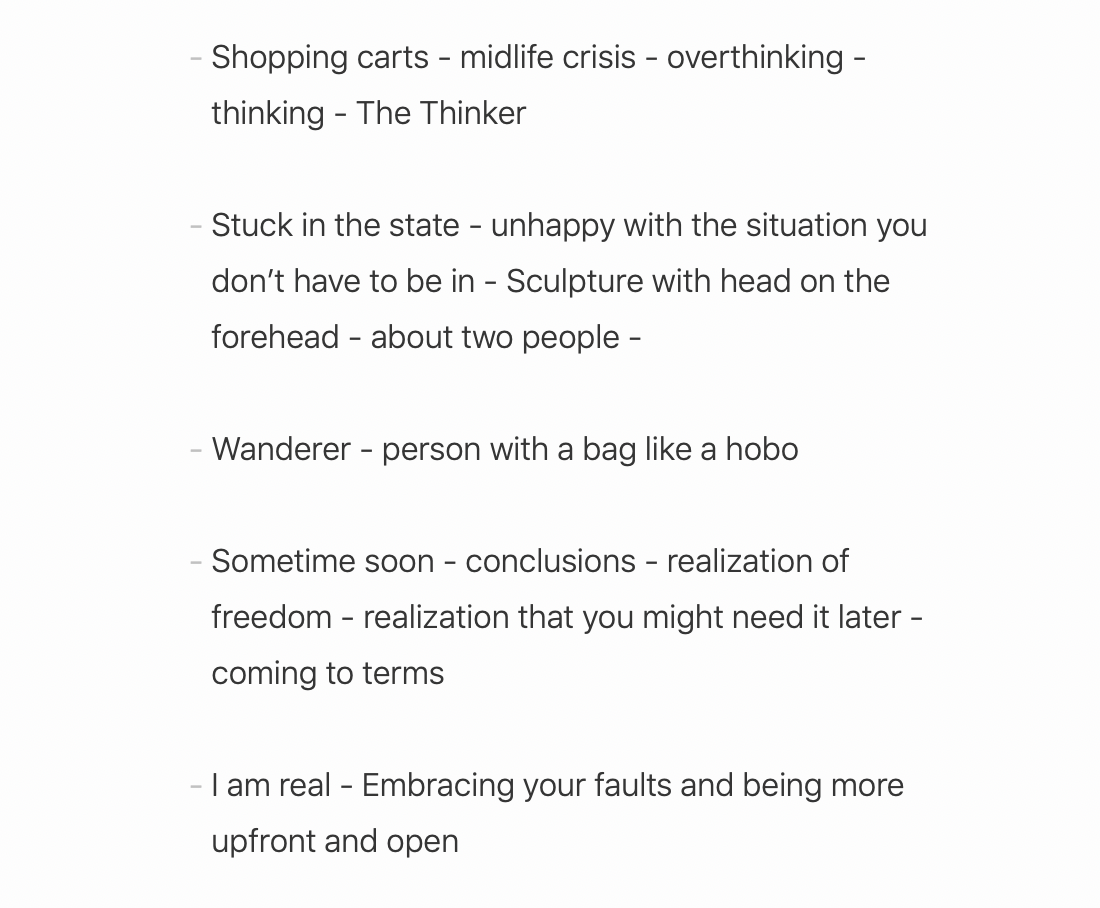 - Shopping carts - midlife crisis - overthinking -
thinking - The Thinker
- Stuck in the state - unhappy with the situation you
don’t have to be in - Sculpture with head on the
forehead - about two people -
- Wanderer - person with a bag like a hobo
- Sometime soon - conclusions - realization of
freedom - realization that you might need it later -
coming to terms
- I am real - Embracing your faults and being more
upfront and open